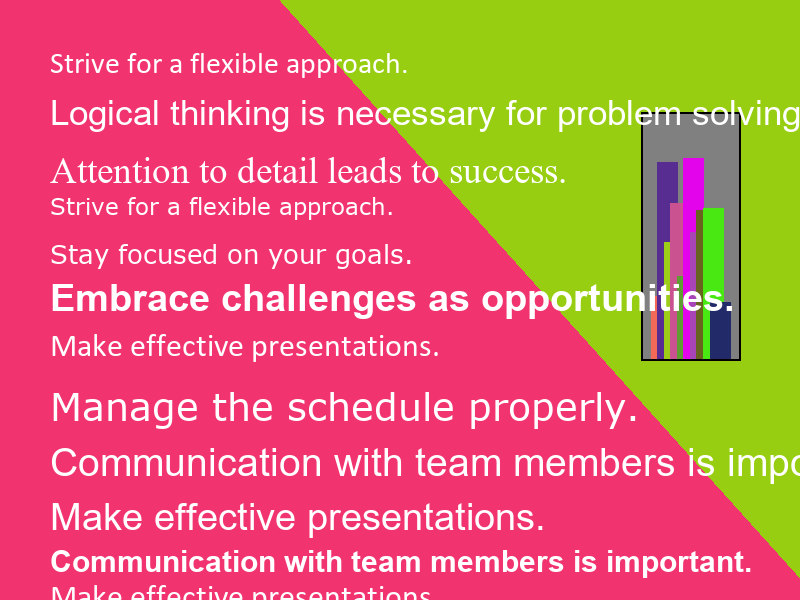 Strive for a flexible approach.
Logical thinking is necessary for problem solving
Attention to detail leads to success.
Strive for a flexible approach.
Stay focused on your goals.
Embrace challenges as opportunities.
Make effective presentations.
Manage the schedule properly.
Communication with team members is
Make effective presentations.
Communication with team members is important.
Make effective presentations